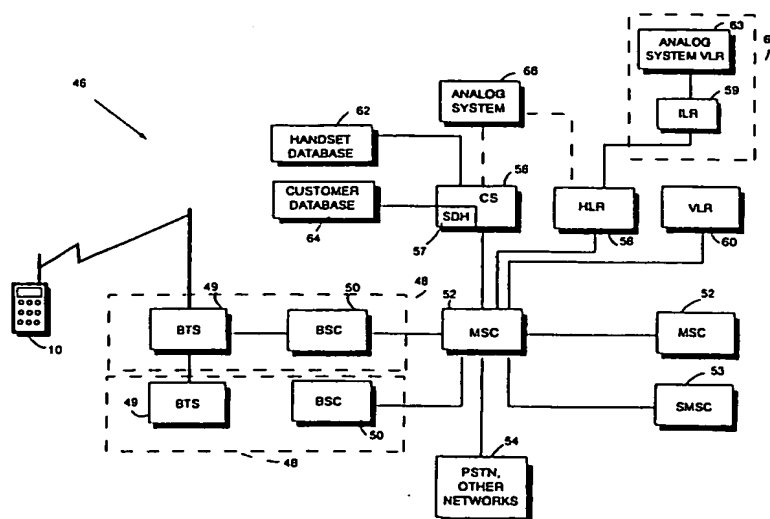 63
ANALOG
SYSTEM VLR
6
46
66
59
ANALOG
SYSTEM
62
ILR
HANDSET
DATABASE
56
CUSTOMER
DATABASE
CS
SDH
HLR
VLR
64
57
58
60
49
50
48
52
52
BTS
BSC
MSC
MSC
10
53
BTS
BSC
SMSC
49
50
54
48
PSTN,
OTHER
NETWORKS